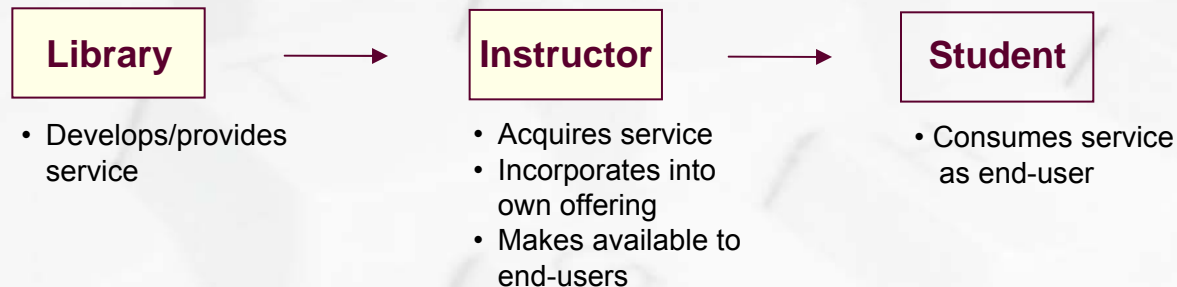 Library
Instructor
Student
• Develops/provides
service
• Acquires service
• Incorporates into
own offering
• Makes available to
end-users
• Consumes service
as end-user